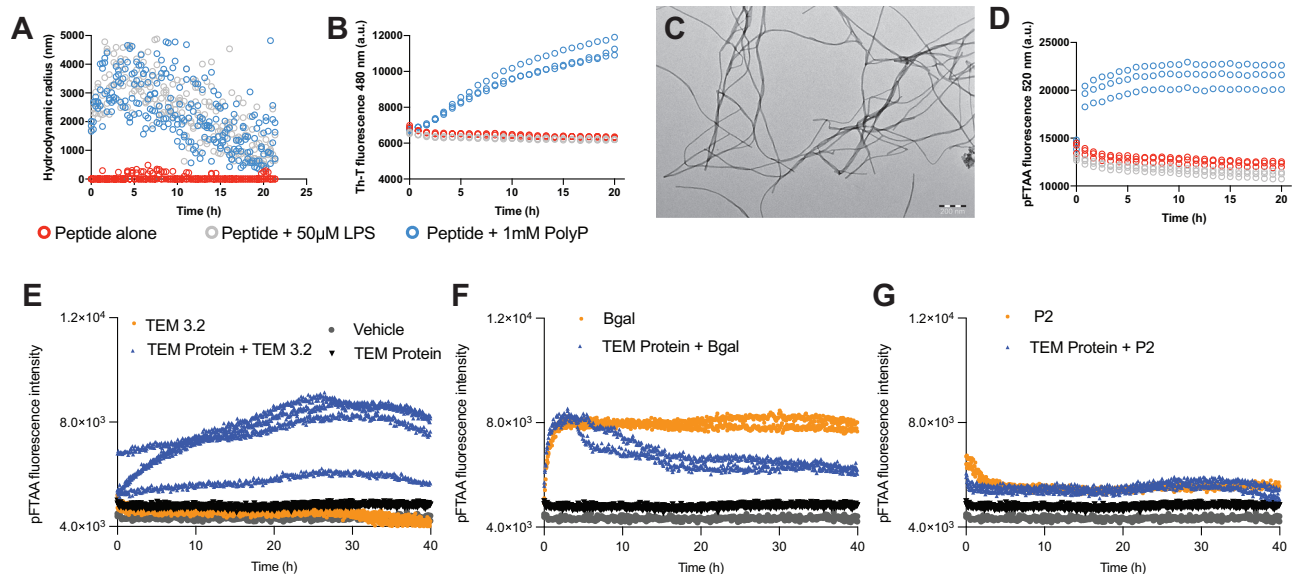 A
Hydrodynamic radius (nm)
5000
4000
3000
2000
1000
0
0 5 10 15 20 25
Time (h)
B
Th-T fluorescence 480 nm (a.u.)
12000
10000
8000
6000
4000
0 5 10 15 20
Time (h)
C
200 nm
D
pFTAA fluorescence 520 nm (a.u.)
25000
20000
15000
10000
0 5 10 15 20
Time (h)
Peptide alone
Peptide + 50µM LPS
Peptide + 1mM PolyP
E
TEM 3.2
TEM Protein + TEM 3.2
Vehicle
TEM Protein
pFTAA fluorescence intensity
1.2×10⁴
8.0×10³
4.0×10³
0 10 20 30 40
Time (h)
F
Bgal
TEM Protein + Bgal
pFTAA fluorescence intensity
1.2×10⁴
8.0×10³
4.0×10³
0 10 20 30 40
Time (h)
G
P2
TEM Protein + P2
pFTAA fluorescence intensity
1.2×10⁴
8.0×10³
4.0×10³
0 10 20 30 40
Time (h)